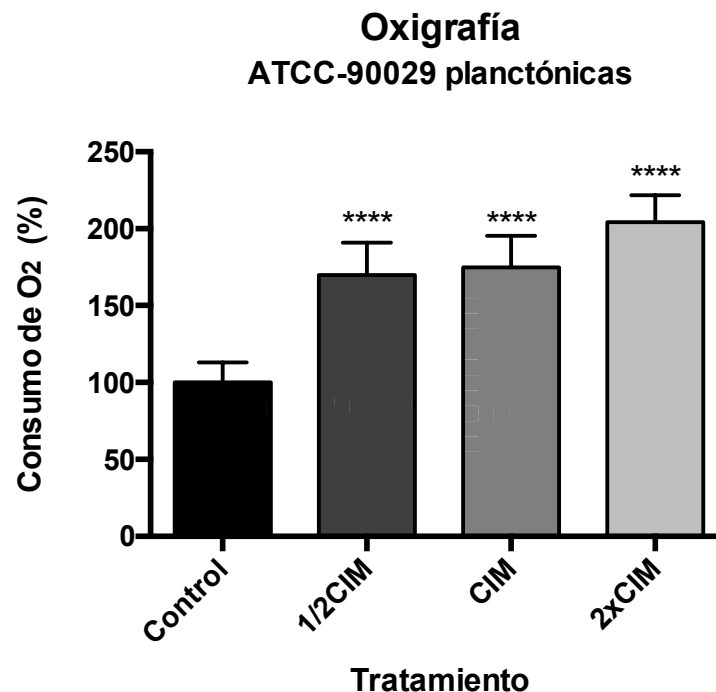 Oxigrafía
ATCC-90029 planctónicas
Consumo de O2 (%)
250
200
150
100
50
0
****
****
****
Control
1/2CIM
CIM
2xCIM
Tratamiento